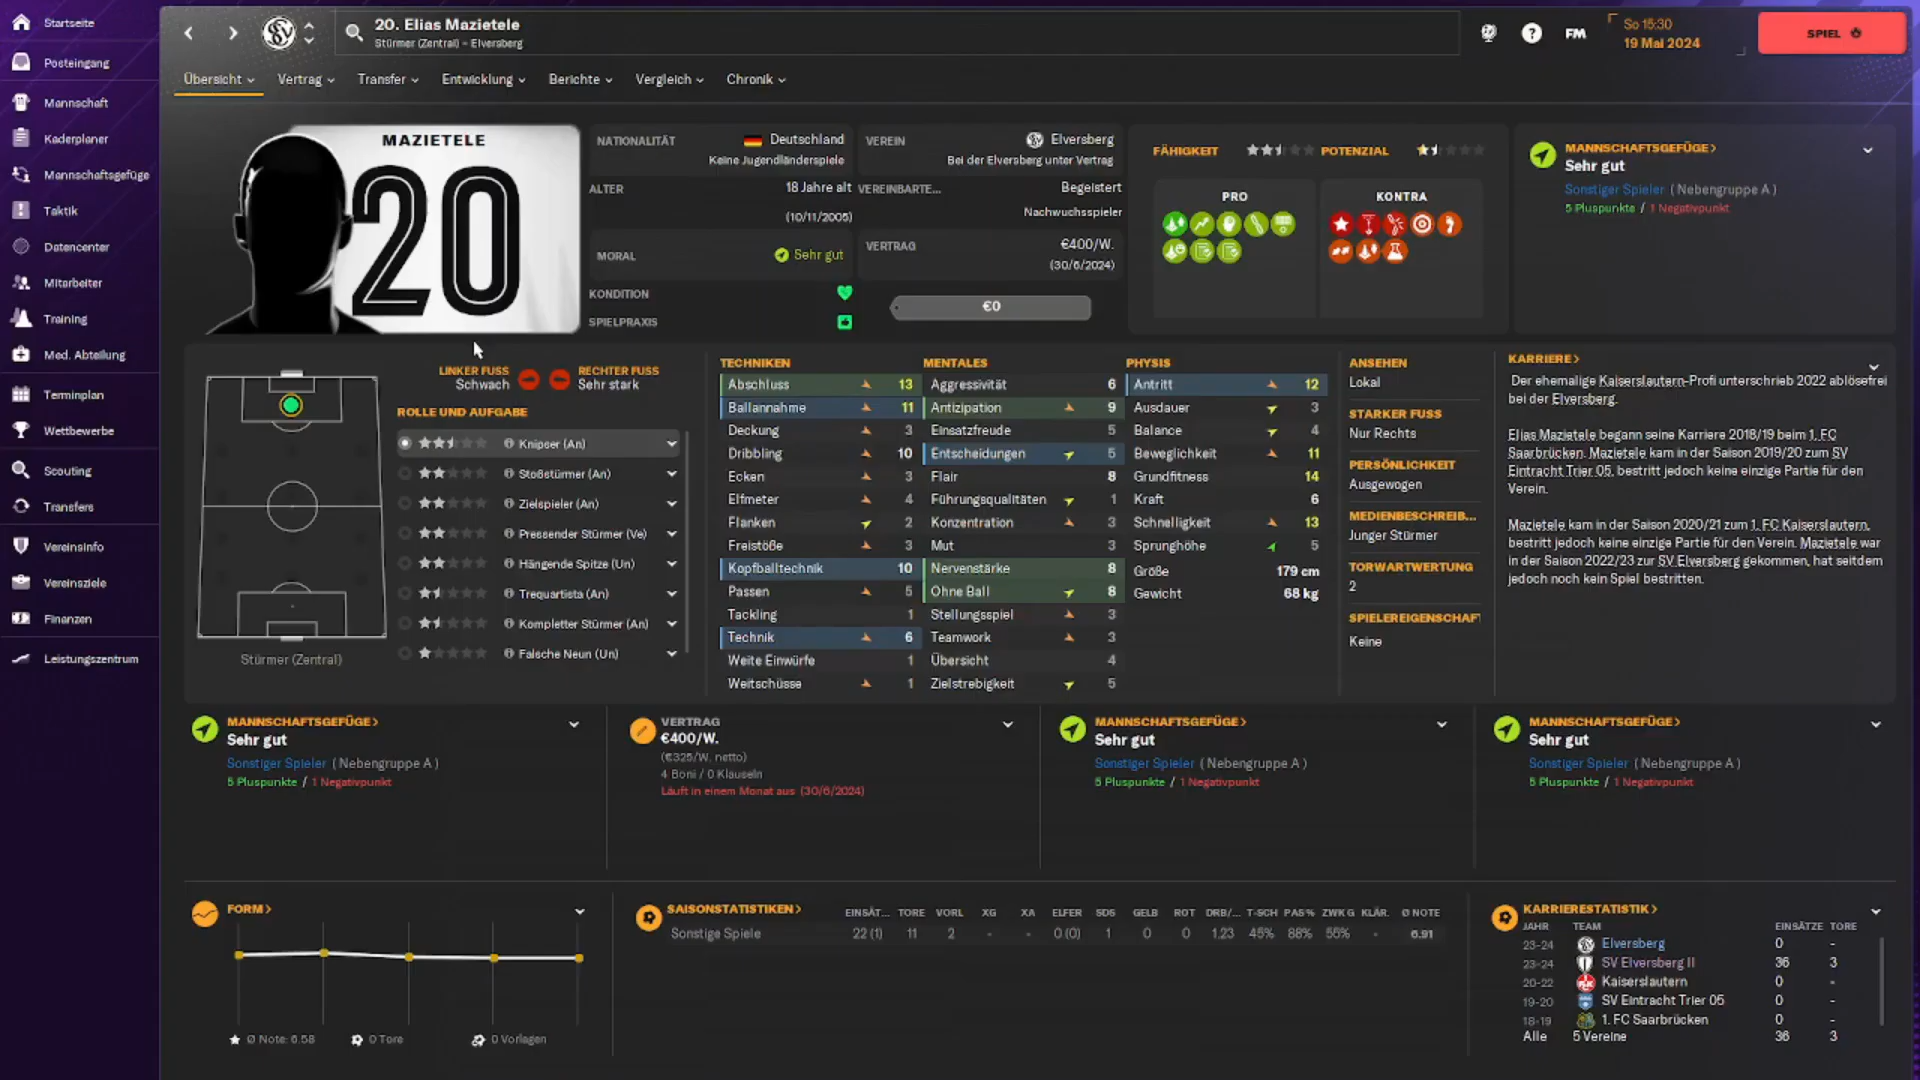 Startseite
Posteingang
Mannschaft
Kaderplaner
Mannschaftsgefüge
Taktik
Datencenter
Mitarbeiter
Training
Med. Abteilung
Terminplan
Wettbewerbe
Scouting
Transfers
Vereinsinfo
Vereinsziele
Finanzen
Leistungszentrum
20. Elias Mazietele
Stürmer (Zentral) - Elversberg
FM
So 15:30
19 Mai 2024
SPIEL
Übersicht
Vertrag
Transfer
Entwicklung
Berichte
Vergleich
Chronik
MAZIETELE
20
NATIONALITÄT
Deutschland
Keine Jugendländerspiele
ALTER
18 Jahre alt
(10/11/2005)
MORAL
Sehr gut
KONDITION
SPIELPRAXIS
VEREIN
Elversberg
Bei der Elversberg unter Vertrag
VEREINBARTE...
Begeistert
Nachwuchsspieler
VERTRAG
€400/W.
(30/6/2024)
€0
FÄHIGKEIT
POTENZIAL
PRO
KONTRA
MANNSCHAFTSGEFÜGE>
Sehr gut
Sonstiger Spieler ( Nebengruppe A )
5 Pluspunkte / 1 Negativpunkt
LINKER FUSS
Schwach
RECHTER FUSS
Sehr stark
ROLLE UND AUFGABE
Knipser (An)
Stoßstürmer (An)
Zielspieler (An)
Pressender Stürmer (Ve)
Hängende Spitze (Un)
Trequartista (An)
Kompletter Stürmer (An)
Falsche Neun (Un)
Stürmer (Zentral)
TECHNIKEN
Abschluss 13
Ballannahme 11
Deckung 3
Dribbling 10
Ecken 3
Elfmeter 4
Flanken 2
Freistöße 3
Kopfballtechnik 10
Passen 5
Tackling 1
Technik 6
Weite Einwürfe 1
Weitschüsse 1
MENTALES
Aggressivität 6
Antizipation 9
Einsatzfreude 5
Entscheidungen 5
Flair 8
Führungsqualitäten 1
Konzentration 3
Mut 3
Nervenstärke 8
Ohne Ball 8
Stellungsspiel 3
Teamwork 3
Übersicht 4
Zielstrebigkeit 5
PHYSIS
Antritt 12
Ausdauer 3
Balance 4
Beweglichkeit 11
Grundfitness 14
Kraft 6
Schnelligkeit 13
Sprunghöhe 5
Größe 179 cm
Gewicht 68 kg
ANSEHEN
Lokal
STARKER FUSS
Nur Rechts
PERSÖNLICHKEIT
Ausgewogen
MEDIENBESCHREIB...
Junger Stürmer
TORWARTWERTUNG
2
SPIELEREIGENSCHAF
Keine
KARRIERE>
Der ehemalige Kaiserslautern-Profi unterschrieb 2022 ablösefrei
bei der Elversberg.
Elias Mazietele begann seine Karriere 2018/19 beim 1. FC
Saarbrücken. Mazietele kam in der Saison 2019/20 zum SV
Eintracht Trier 05, bestritt jedoch keine einzige Partie für den
Verein.
Mazietele kam in der Saison 2020/21 zum 1. FC Kaiserslautern,
bestritt jedoch keine einzige Partie für den Verein. Mazietele war
in der Saison 2022/23 zur SV Elversberg gekommen, hat seitdem
jedoch noch kein Spiel bestritten.
MANNSCHAFTSGEFÜGE>
Sehr gut
Sonstiger Spieler ( Nebengruppe A )
5 Pluspunkte / 1 Negativpunkt
VERTRAG
€400/W.
(€325/W. netto)
4 Boni / 0 Klauseln
Läuft in einem Monat aus (30/6/2024)
MANNSCHAFTSGEFÜGE>
Sehr gut
Sonstiger Spieler ( Nebengruppe A )
5 Pluspunkte / 1 Negativpunkt
MANNSCHAFTSGEFÜGE>
Sehr gut
Sonstiger Spieler ( Nebengruppe A )
5 Pluspunkte / 1 Negativpunkt
FORM>
Ø Note: 6.58
0 Tore
0 Vorlagen
SAISONSTATISTIKEN>
EINSÄT... TORE VORL XG XA ELFER SDS GELB ROT DRB/... T-SCH PAS% ZWK G KLÄR. Ø NOTE
Sonstige Spiele 22 (1) 11 2 - - 0 (0) 1 0 0 1,23 45% 88% 55% - 6.91
KARRIERESTATISTIK>
JAHR TEAM EINSÄTZE TORE
23-24 Elversberg 0 -
23-24 SV Elversberg II 36 3
20-22 Kaiserslautern 0 -
19-20 SV Eintracht Trier 05 0 -
18-19 1. FC Saarbrücken 0 -
Alle 5 Vereine 36 3